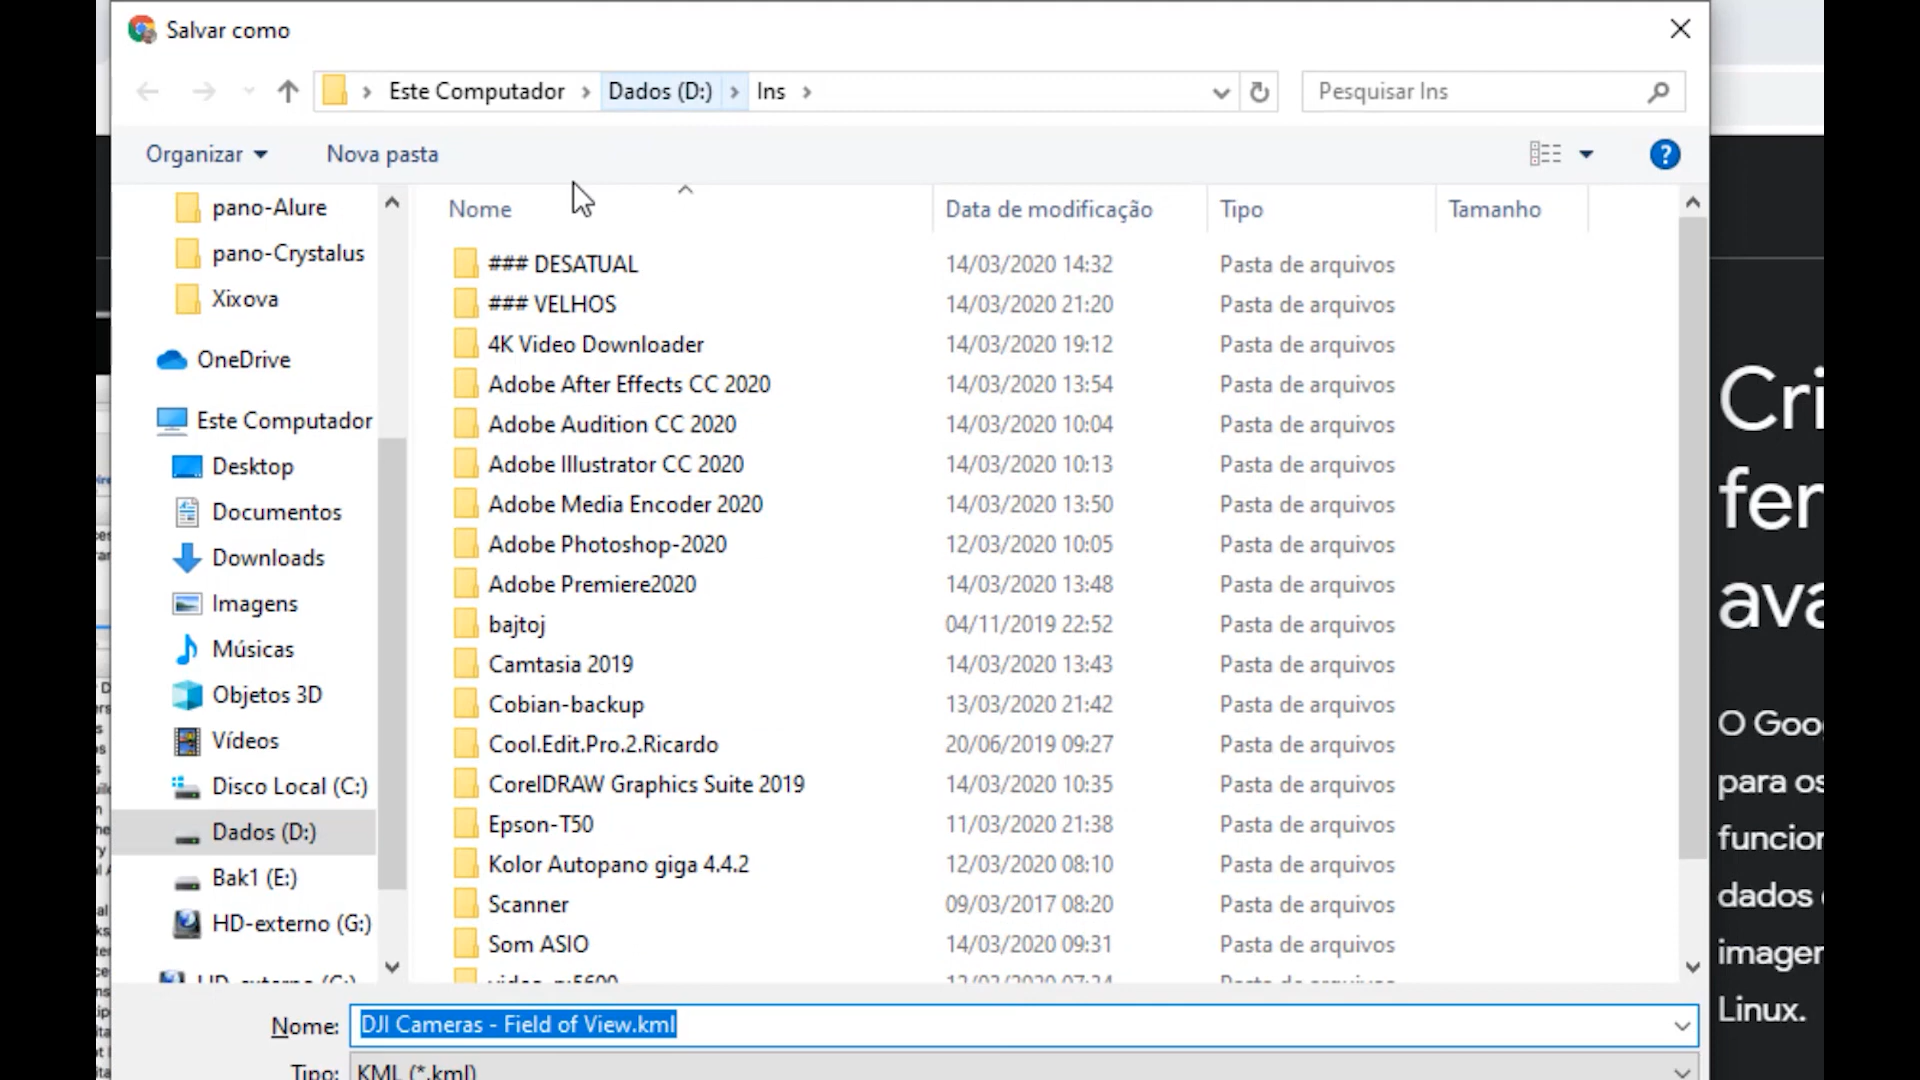 Salvar como
Este Computador > Dados (D:) > Ins >
Pesquisar Ins
Organizar
Nova pasta
?
pano-Alure
pano-Crystalus
Xixova
OneDrive
Este Computador
Desktop
Documentos
Downloads
Imagens
Músicas
Objetos 3D
Vídeos
Disco Local (C:)
Dados (D:)
Bak1 (E:)
HD-externo (G:)
HD-externo (G:)
Nome Data de modificação Tipo Tamanho
### DESATUAL 14/03/2020 14:32 Pasta de arquivos
### VELHOS 14/03/2020 21:20 Pasta de arquivos
4K Video Downloader 14/03/2020 19:12 Pasta de arquivos
Adobe After Effects CC 2020 14/03/2020 13:54 Pasta de arquivos
Adobe Audition CC 2020 14/03/2020 10:04 Pasta de arquivos
Adobe Illustrator CC 2020 14/03/2020 10:13 Pasta de arquivos
Adobe Media Encoder 2020 14/03/2020 13:50 Pasta de arquivos
Adobe Photoshop-2020 12/03/2020 10:05 Pasta de arquivos
Adobe Premiere2020 14/03/2020 13:48 Pasta de arquivos
bajtoj 04/11/2019 22:52 Pasta de arquivos
Camtasia 2019 14/03/2020 13:43 Pasta de arquivos
Cobian-backup 13/03/2020 21:42 Pasta de arquivos
Cool.Edit.Pro.2.Ricardo 20/06/2019 09:27 Pasta de arquivos
CorelDRAW Graphics Suite 2019 14/03/2020 10:35 Pasta de arquivos
Epson-T50 11/03/2020 21:38 Pasta de arquivos
Kolor Autopano giga 4.4.2 12/03/2020 08:10 Pasta de arquivos
Scanner 09/03/2017 08:20 Pasta de arquivos
Som ASIO 14/03/2020 09:31 Pasta de arquivos
Nome: DJI Cameras - Field of View.kml
Tipo: KML (*.kml)
Cri
fer
ava
O Goo
para os
funcion
dados
imagen
Linux.